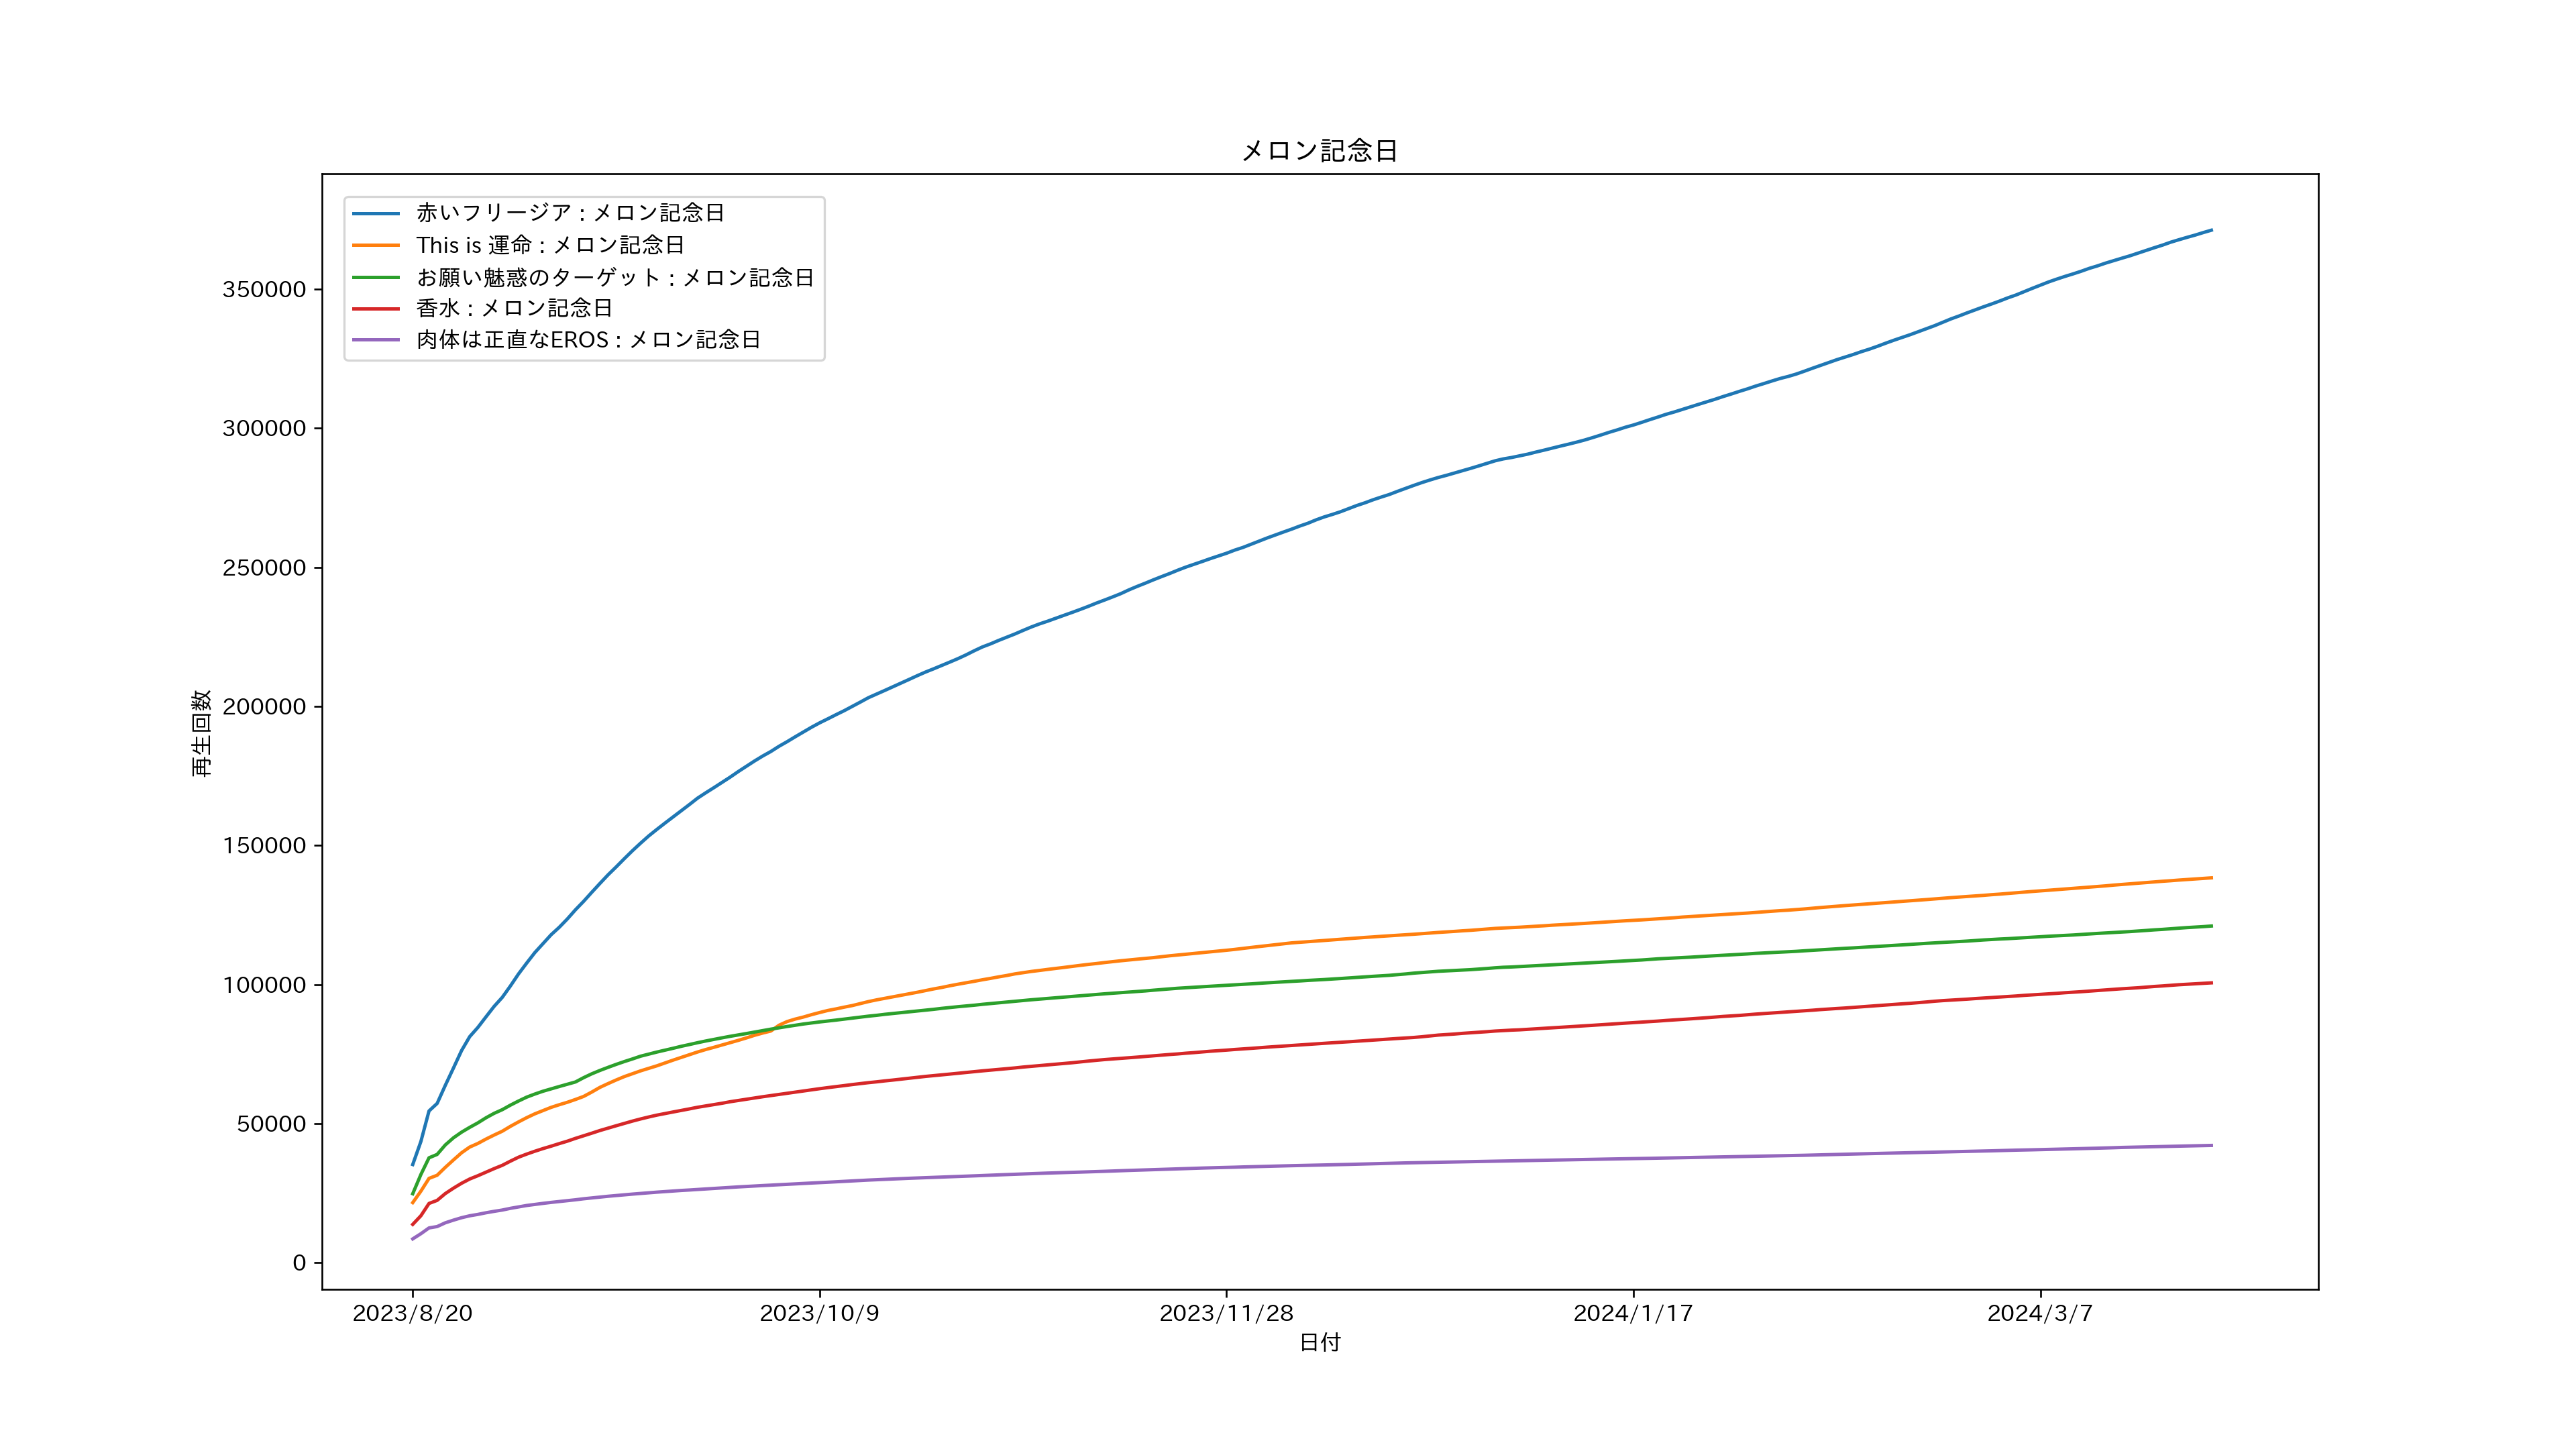 メロン記念日
赤いフリージア : メロン記念日
This is 運命 : メロン記念日
お願い魅惑のターゲット : メロン記念日
香水 : メロン記念日
肉体は正直なEROS : メロン記念日
350000
300000
250000
200000
150000
100000
50000
0
再生回数
2023/8/20 2023/10/9 2023/11/28 2024/1/17 2024/3/7
日付